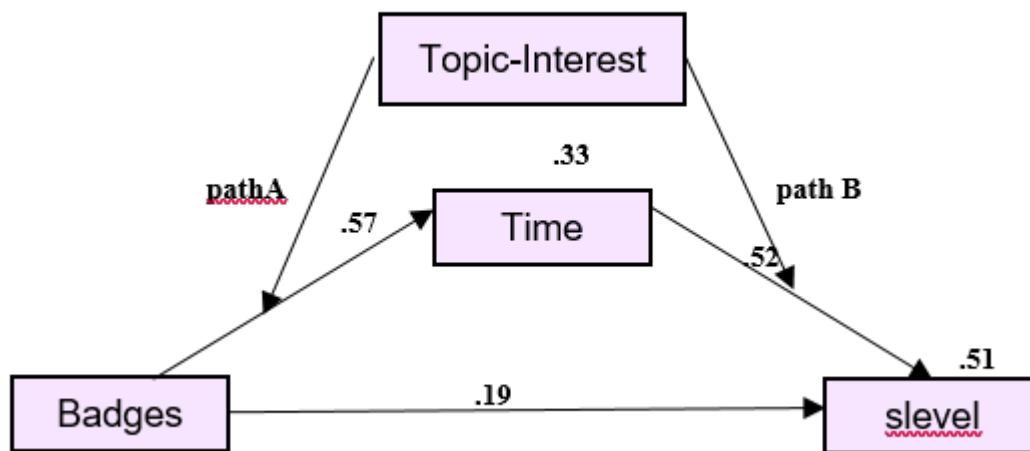 Topic-Interest
.33
pathA
path B
.57
Time
.52
.51
Badges
.19
slevel